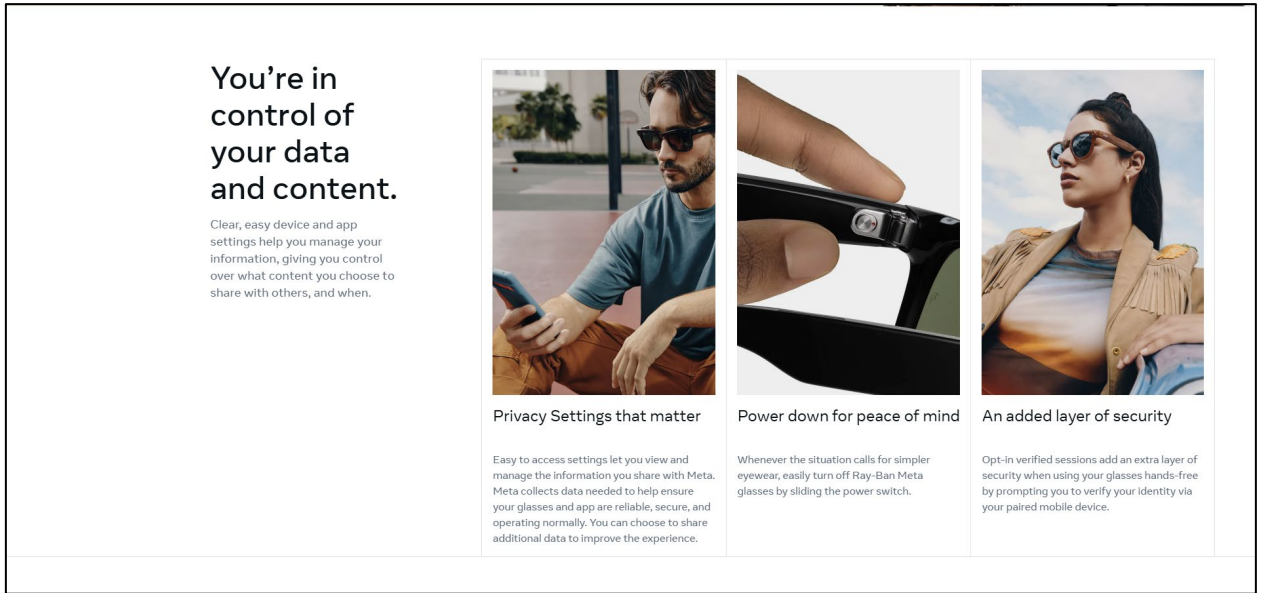 You’re in
control of
your data
and content.
Clear, easy device and app
settings help you manage your
information, giving you control
over what content you choose to
share with others, and when.
Privacy Settings that matter
Easy to access settings let you view and
manage the information you share with Meta.
Meta collects data needed to help ensure
your glasses and app are reliable, secure, and
operating normally. You can choose to share
additional data to improve the experience.
Power down for peace of mind
Whenever the situation calls for simpler
eyewear, easily turn off Ray-Ban Meta
glasses by sliding the power switch.
An added layer of security
Opt-in verified sessions add an extra layer of
security when using your glasses hands-free
by prompting you to verify your identity via
your paired mobile device.